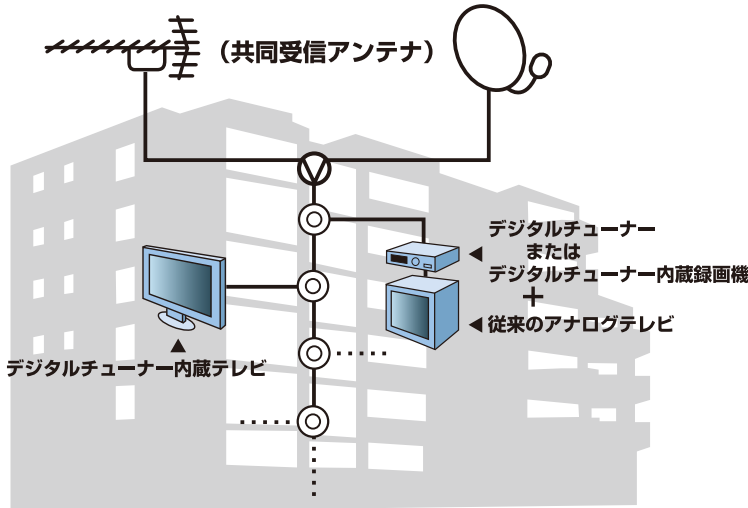 （共同受信アンテナ）
デジタルチューナー
または
デジタルチューナー内蔵録画機
＋
従来のアナログテレビ
デジタルチューナー内蔵テレビ